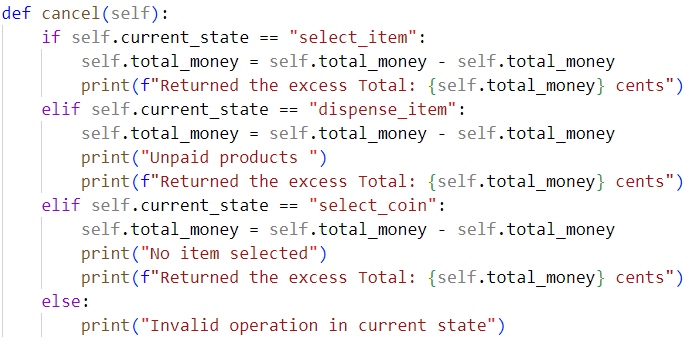 def cancel(self):
    if self.current_state == "select_item":
        self.total_money = self.total_money - self.total_money
        print(f"Returned the excess Total: {self.total_money} cents")
    elif self.current_state == "dispense_item":
        self.total_money = self.total_money - self.total_money
        print("Unpaid products ")
        print(f"Returned the excess Total: {self.total_money} cents")
    elif self.current_state == "select_coin":
        self.total_money = self.total_money - self.total_money
        print("No item selected")
        print(f"Returned the excess Total: {self.total_money} cents")
    else:
        print("Invalid operation in current state")